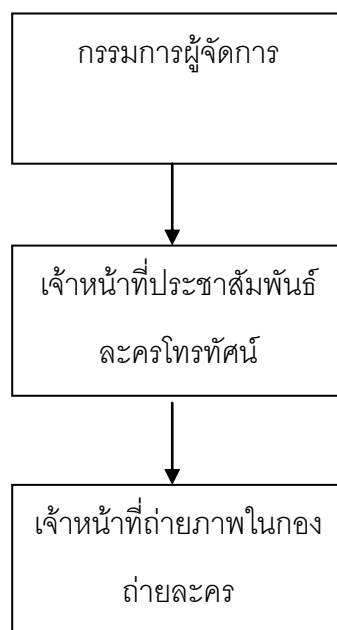 กรรมการผู้จัดการ
เจ้าหน้าที่ประชาสัมพันธ์
ละครโทรทัศน์
เจ้าหน้าที่ถ่ายภาพในกอง
ถ่ายละคร